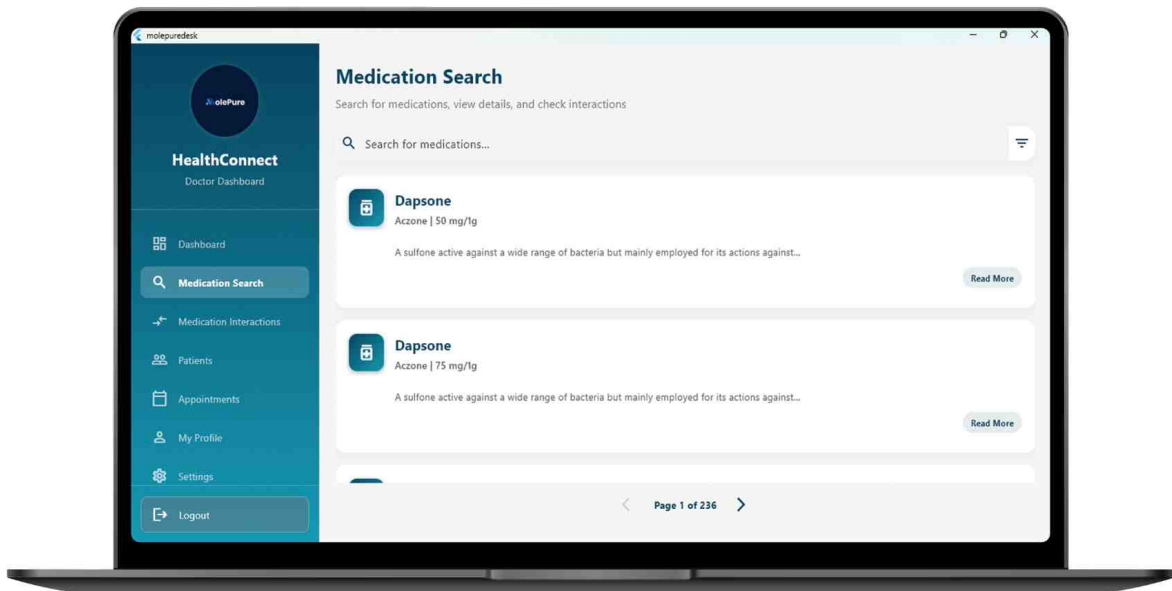 molepuredesk
MolePure
HealthConnect
Doctor Dashboard
Dashboard
Medication Search
Medication Interactions
Patients
Appointments
My Profile
Settings
Logout
Medication Search
Search for medications, view details, and check interactions
Search for medications...
Dapsone
Aczone | 50 mg/1g
A sulfone active against a wide range of bacteria but mainly employed for its actions against...
Read More
Dapsone
Aczone | 75 mg/1g
A sulfone active against a wide range of bacteria but mainly employed for its actions against...
Read More
Page 1 of 236